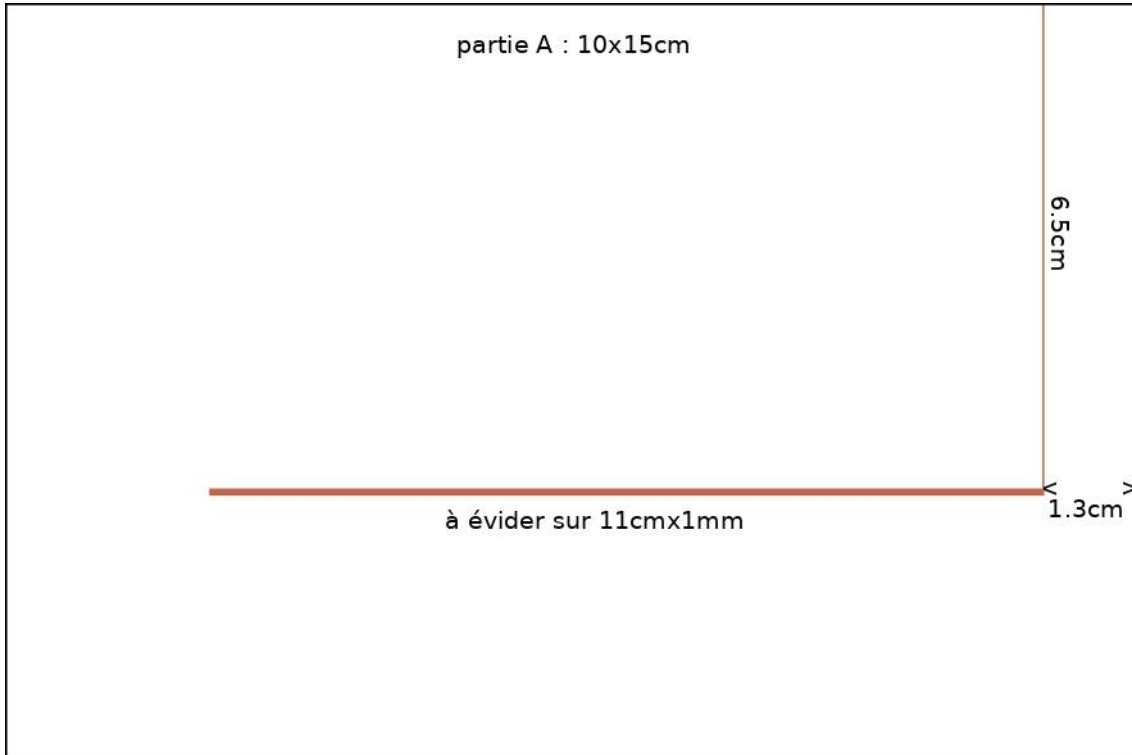 partie A : 10x15cm
6.5cm
< >
1.3cm
à évider sur 11cmx1mm